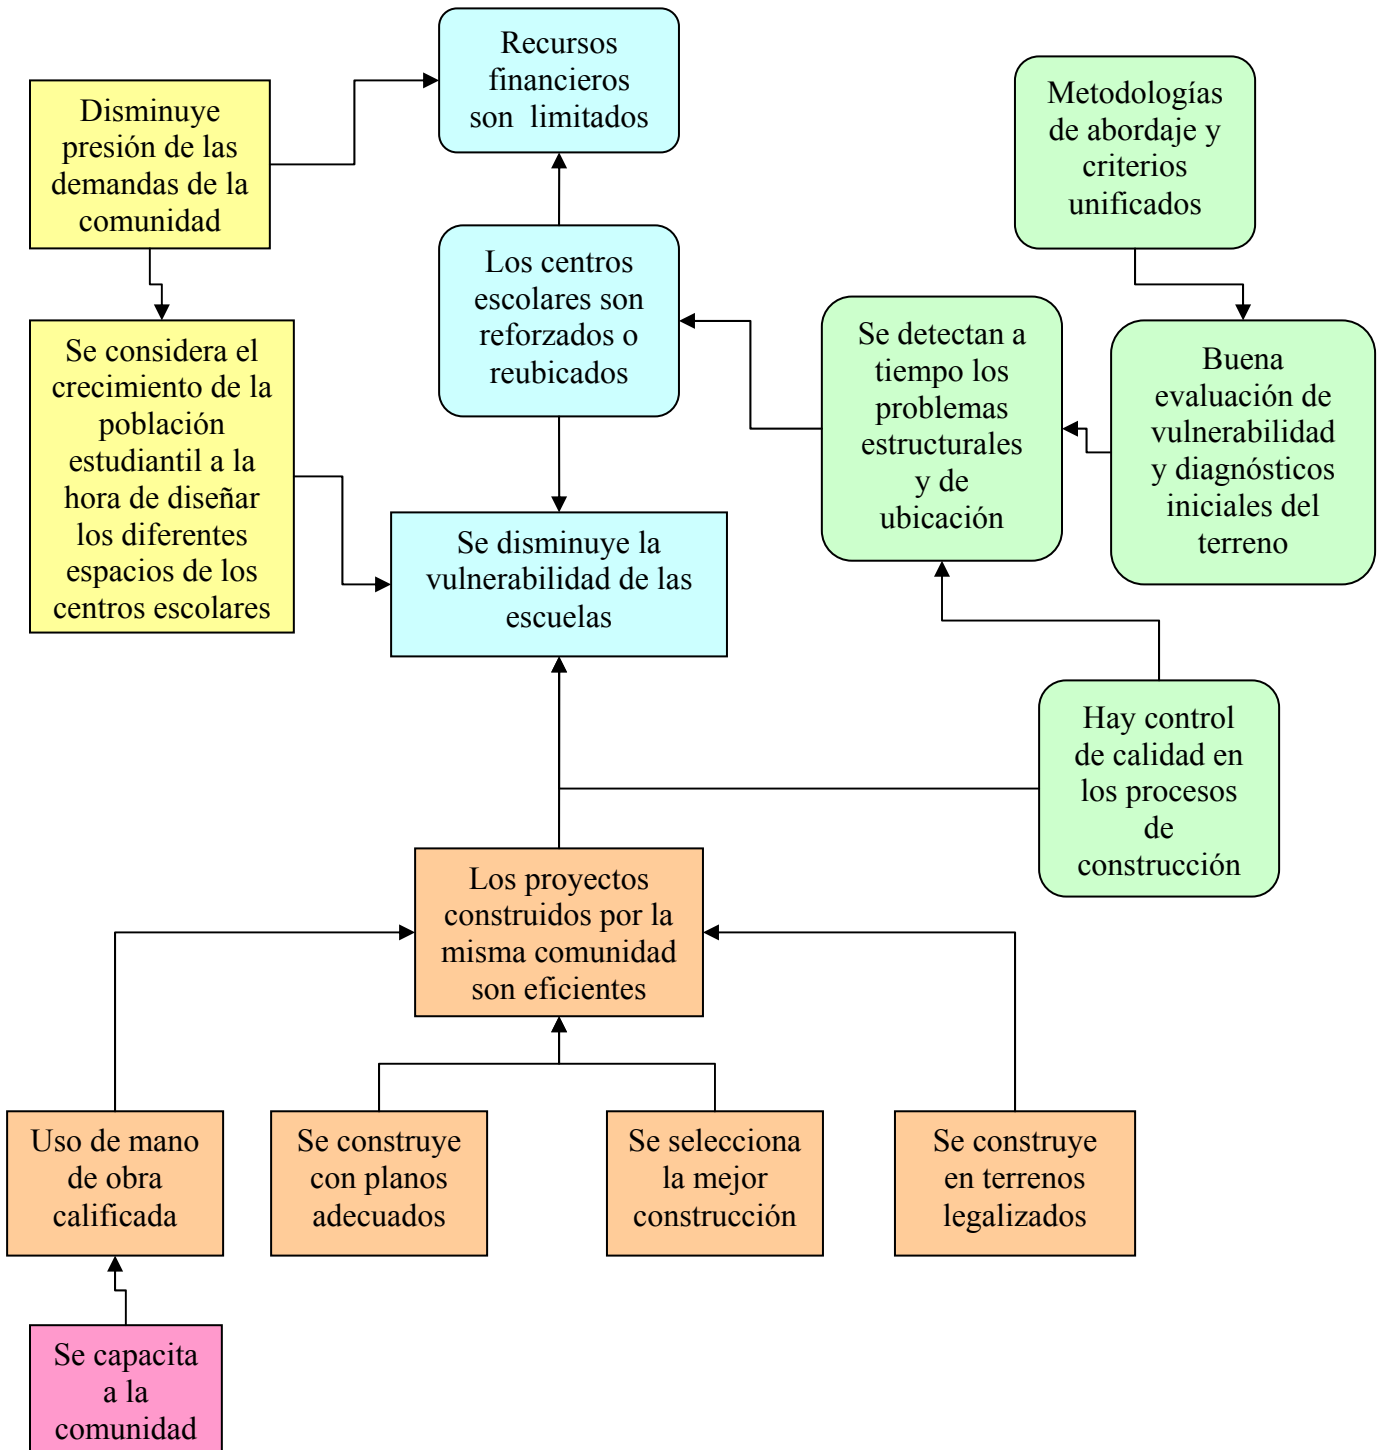 Recursos
financieros
son limitados
Disminuye
presión de las
demandas de la
comunidad
Metodologías
de abordaje y
criterios
unificados
Los centros
escolares son
reforzados o
reubicados
Se considera el
crecimiento de la
población
estudiantil a la
hora de diseñar
los diferentes
espacios de los
centros escolares
Se detectan a
tiempo los
problemas
estructurales
y de
ubicación
Buena
evaluación de
vulnerabilidad
y diagnósticos
iniciales del
terreno
Se disminuye la
vulnerabilidad de las
escuelas
Hay control
de calidad en
los procesos
de
construcción
Los proyectos
construidos por la
misma comunidad
son eficientes
Uso de mano
de obra
calificada
Se construye
con planos
adecuados
Se selecciona
la mejor
construcción
Se construye
en terrenos
legalizados
Se capacita
a la
comunidad